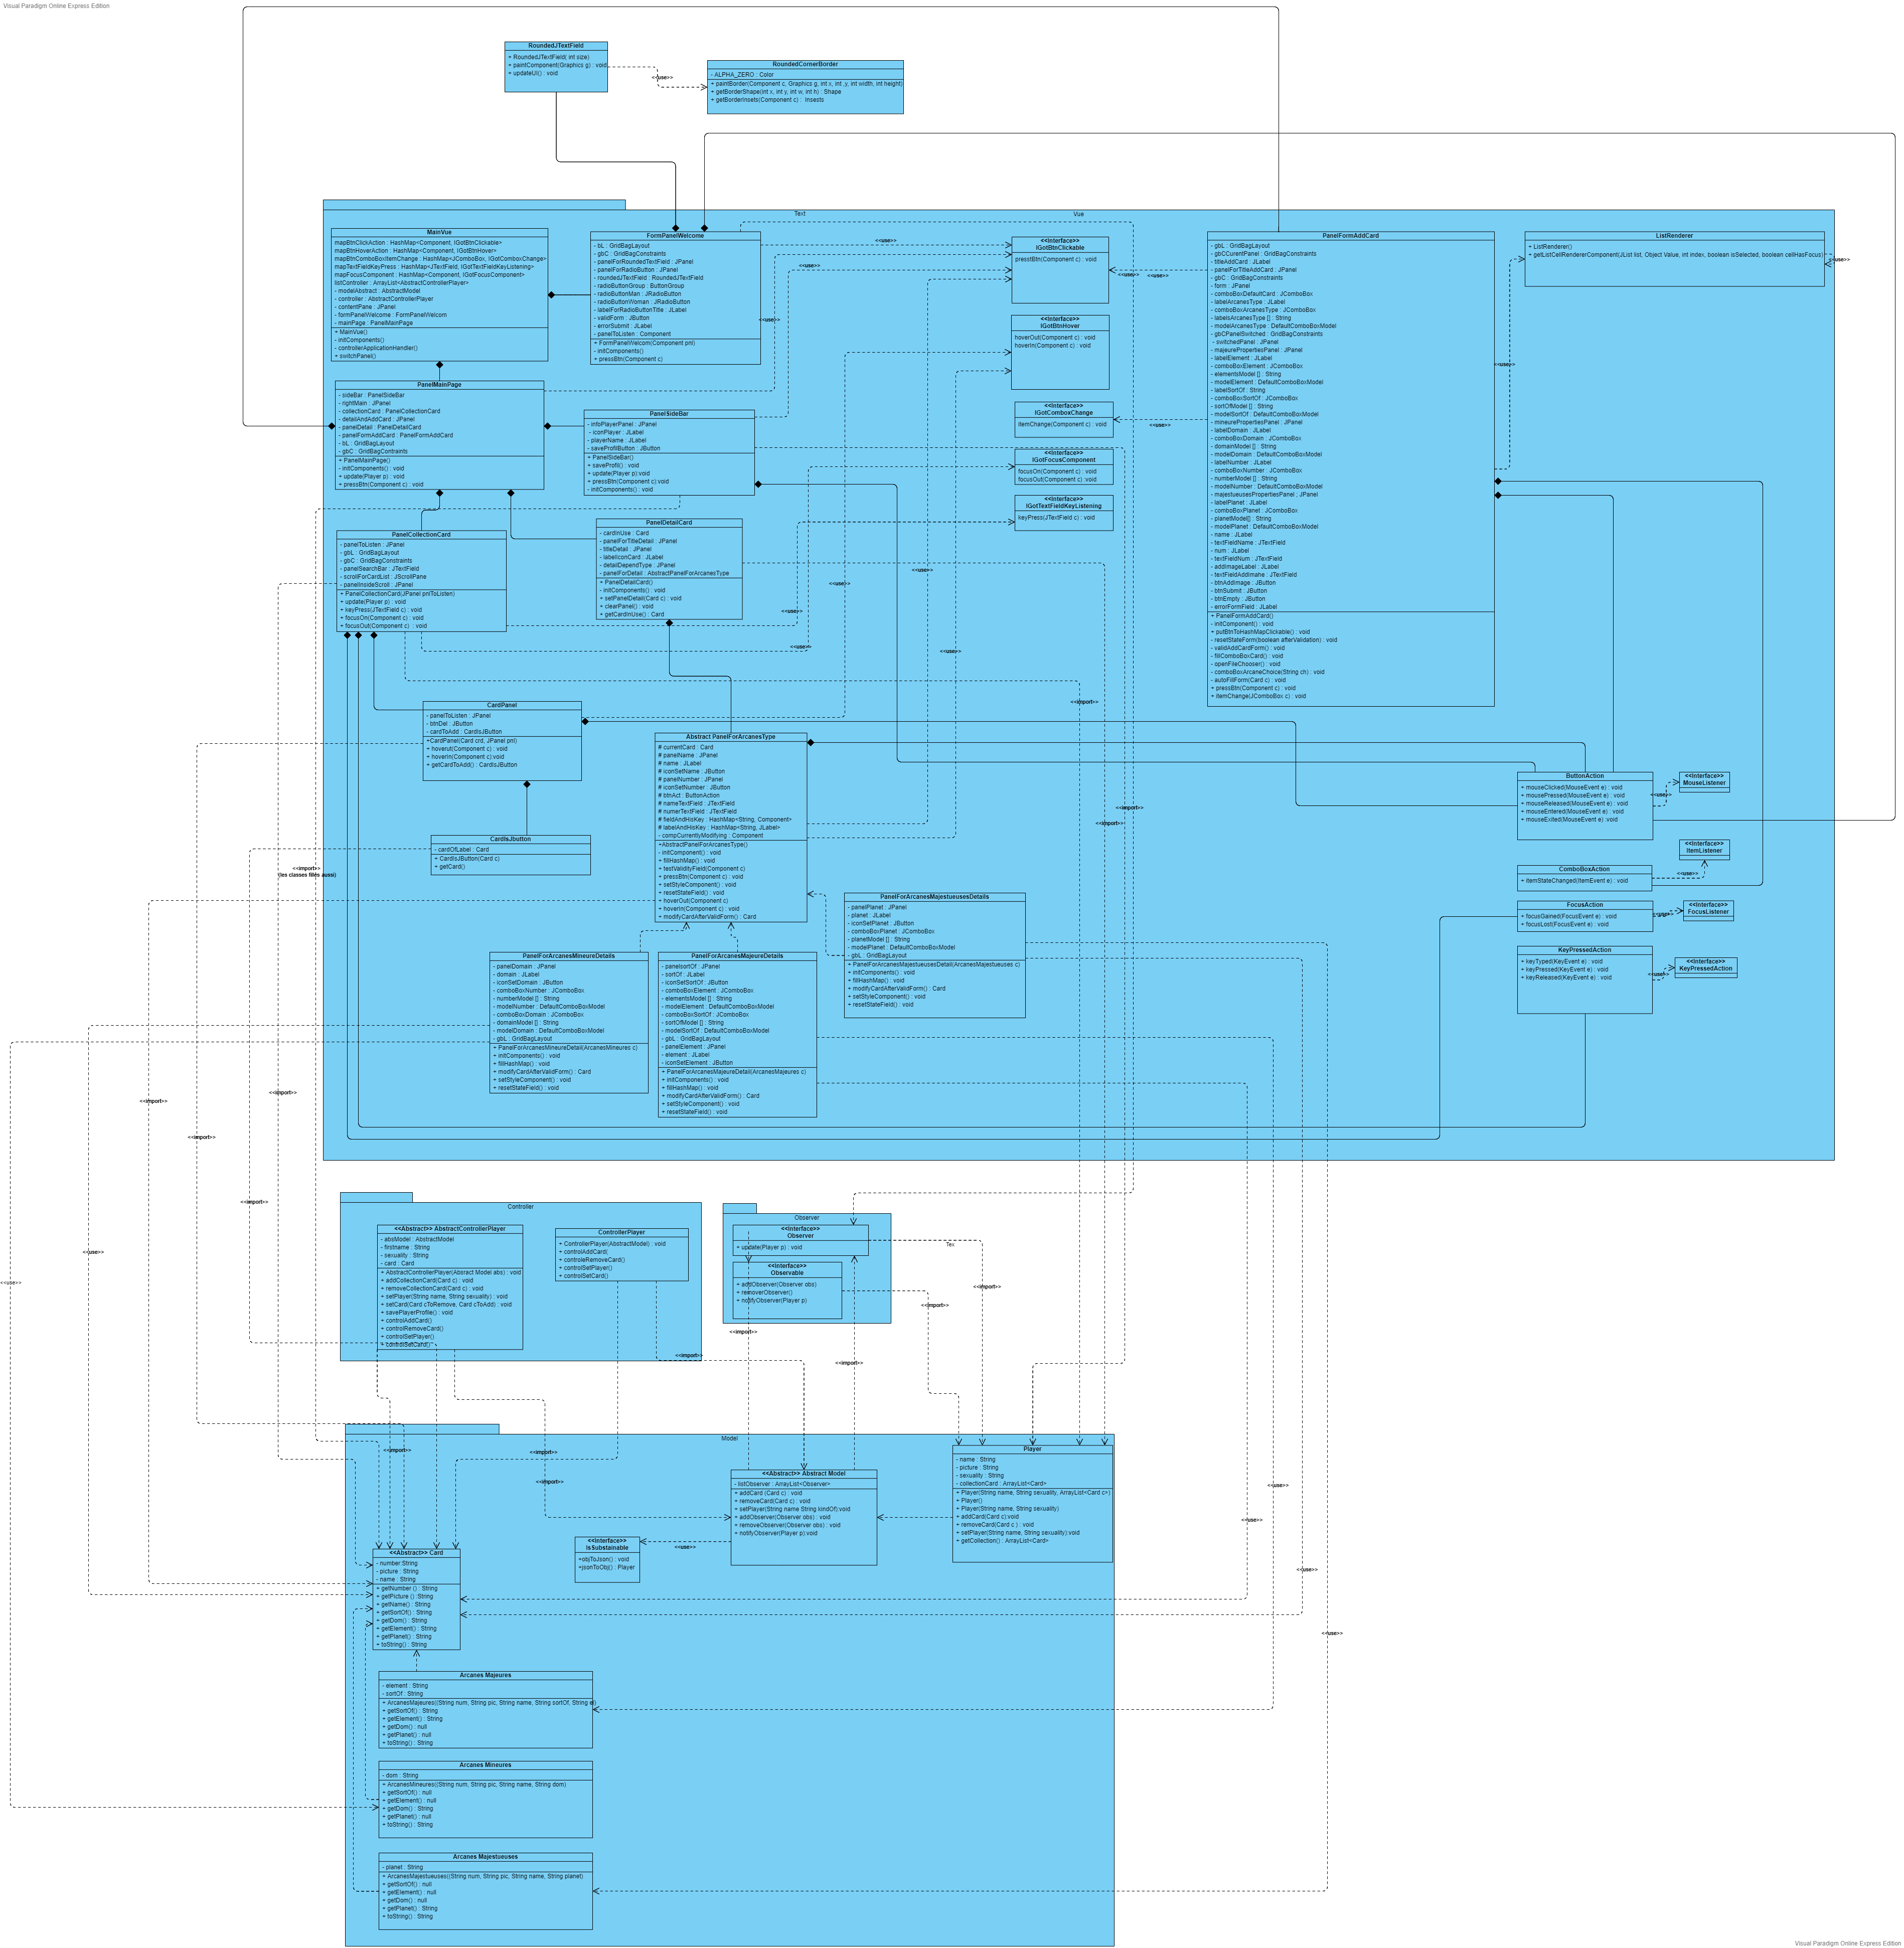 Visual Paradigm Online Express Edition
RoundedJTextField
+ RoundedJTextField( int size)
+ paintComponent(Graphics g) : void
+ updateUI() : void
<<use>>
RoundedCornerBorder
- ALPHA_ZERO : Color
+ paintBorder(Component c, Graphics g, int x, int ,y, int width, int height)
+ getBorderShape(int x, int y, int w, int h) : Shape
+ getBorderInsets(Component c) : Insests
Text
Vue
MainVue
mapBtnClickAction : HashMap<Component, IGotBtnClickable>
mapBtnHoverAction : HashMap<Component, iGotBtnHover>
mapBtnComboBoxItemChange : HashMap<JComboBox, IGotComboxChange>
mapTextFieldKeyPress : HashMap<JTextField, IGotTextFieldKeyListening>
mapFocusComponent : HashMap<Component, IGotFocusComponent>
listController : ArrayList<AbstractControllerPlayer>
- modelAbstract : AbstractModel
- controller : AbstractControllerPlayer
- contentPane : JPanel
- formPanelWelcome : FormPanelWelcom
- mainPage : PanelMainPage
+ MainVue()
- initComponents()
- controllerApplicationHandler()
+ switchPanel()
FormPanelWelcome
- bL : GridBagLayout
- gbC : GridBagConstraints
- panelForRoundedTextField : JPanel
- panelForRadioButton : JPanel
- roundedJTextField : RoundedJTextField
- radioButtonGroup : ButtonGroup
- radioButtonMan : JRadioButton
- radioButtonWoman : JRadioButton
- labelForRadioButtonTitle : JLabel
- validForm : JButton
- errorSubmit : JLabel
- panelToListen : Component
+ FormPanelWelcom(Component pnl)
- initComponents()
+ pressBtn(Component c)
<<use>>
<<use>>
<<use>>
<<Interface>>
IGotBtnClickable
presstBtn(Component c) : void
<<use>>
<<use>>
<<Interface>>
IGotBtnHover
hoverOut(Component c) : void
hoverIn(Component c) : void
<<Interface>>
IGotComboxChange
itemChange(Component c) : void
<<use>>
<<Interface>>
IGotFocusComponent
focusOn(Component c) : void
focusOut(Component c) :void
<<Interface>>
IGotTextFieldKeyListening
keyPress(JTextField c) : void
PanelFormAddCard
- gbL : GridBagLayout
- gbCCurentPanel : GridBagConstraints
- titleAddCard : JLabel
- panelForTitleAddCard : JPanel
- gbC : GridBagConstraints
- form : JPanel
- comboBoxDefaultCard : JComboBox
- labelArcanesType : JLabel
- comboBoxArcanesType : JComboBox
- labelsArcanesType [] : String
- modelArcanesType : DefaultComboBoxModel
- gbCPanelSwitched : GridBagConstraints
- switchedPanel : JPanel
- majeurePropertiesPanel : JPanel
- labelElement : JLabel
- comboBoxElement : JComboBox
- elementsModel [] : String
- modelElement : DefaultComboBoxModel
- labelSortOf : String
- comboBoxSortOf : JComboBox
- sortOfModel [] : String
- modelSortOf : DefaultComboBoxModel
- mineurePropertiesPanel : JPanel
- labelDomain : JLabel
- comboBoxDomain : JComboBox
- domainModel [] : String
- modelDomain : DefaultComboBoxModel
- labelNumber : JLabel
- comboBoxNumber : JComboBox
- numberModel [] : String
- modelNumber : DefaultComboBoxModel
- majestueusesPropertiesPanel ; JPanel
- labelPlanet : JLabel
- comboBoxPlanet : JComboBox
- planetModel[] : String
- modelPlanet : DefaultComboBoxModel
- name : JLabel
- textFieldName : JTextField
- num : JLabel
- textFieldNum : JTextField
- addImageLabel : JLabel
- textFieldAddImahe : JTextField
- btnAddImage : JButton
- btnSubmit : JButton
- btnEmpty : JButton
- errorFormField : JLabel
+ PanelFormAddCard()
- initComponent() : void
+ putBtnToHashMapClickable() : void
- resetStateForm(boolean afterValidation) : void
- validAddCardForm() : void
- fillComboBoxCard() : void
- openFileChooser() : void
- comboBoxArcaneChoice(String ch) : void
- autoFillForm(Card c) : void
+ pressBtn(Component c) : void
+ itemChange(JComboBox c) : void
<<use>>
ListRenderer
+ ListRenderer()
+ getListCellRendererComponent(JList list, Object Value, int index, boolean isSelected, boolean cellHasFocus)
<<use>>
PanelMainPage
- sideBar : PanelSideBar
- rightMain : JPanel
- collectionCard : PanelCollectionCard
- detailAndAddCard : JPanel
- panelDetail : PanelDetailCard
- panelFormAddCard : PanelFormAddCard
- bL : GridBagLayout
- gbC : GridBagContraints
+ PanelMainPage()
- initComponents() : void
+ update(Player p) : void
+ pressBtn(Component c) : void
PanelSideBar
- infoPlayerPanel : JPanel
- iconPlayer : JLabel
- playerName : JLabel
- saveProfilButton : JButton
+ PanelSideBar()
+ saveProfil() : void
+ update(Player p):void
+ pressBtn(Component c):void
- initComponents() : void
PanelCollectionCard
- panelToListen : JPanel
- gbL : GridBagLayout
- gbC : GridBagConstraints
- panelSearchBar : JTextField
- scrollForCardList : JScrollPane
- panelInsideScroll : JPanel
+ PanelCollectionCard(JPanel pnlToListen)
+ update(Player p) : void
+ keyPress(JTextField c) : void
+ focusOn(Component c) : void
+ focusOut(Component c) : void
PanelDetailCard
- cardInUse : Card
- panelForTitleDetail : JPanel
- titleDetail : JPanel
- labelIconCard : JLabel
- detailDependType : JPanel
- panelForDetail : AbstractPanelForArcanesType
+ PanelDetailCard()
- initComponents() : void
+ setPanelDetail(Card c) : void
+ clearPanel() : void
+ getCardInUse() : Card
<<use>>
<<use>>
<<use>>
<<use>>
<<use>>
<<import>>
<<import>>
<<import>>
CardPanel
- panelToListen : JPanel
- btnDel : JButton
- cardToAdd : CardIsJButton
+CardPanel(Card crd, JPanel pnl)
+ hoverut(Component c) : void
+ hoverIn(Component c):void
+ getCardToAdd() : CardIsJButton
CardIsJbutton
- cardOfLabel : Card
+ CardIsJButton(Card c)
+ getCard()
Abstract PanelForArcanesType
# currentCard : Card
# panelName : JPanel
# name : JLabel
# iconSetName : JButton
# panelNumber : JPanel
# iconSetNumber : JButton
# btnAct : ButtonAction
# nameTextField : JTextField
# numerTextField : JTextField
# fieldAndHisKey : HashMap<String, Component>
# labelAndHisKey : HashMap<String, JLabel>
- compCurrentlyModifying : Component
+AbstractPanelForArcanesType()
- initComponent() : void
+ fillHashMap() : void
+ testValidityField(Component c)
+ pressBtn(Component c) : void
+ setStyleComponent() : void
+ resetStateField() : void
+ hoverOut(Component c)
+ hoverIn(Component c) : void
+ modifyCardAfterValidForm() : Card
ButtonAction
+ mouseClicked(MouseEvent e) : void
+ mousePressed(MouseEvent e) : void
+ mouseReleased(MouseEvent e) : void
+ mouseEntered(MouseEvent e) : void
+ mouseExited(MouseEvent e) :void
<<use>>
<<Interface>>
MouseListener
ComboBoxAction
+ itemStateChanged(ItemEvent e) : void
<<use>>
<<Interface>>
ItemListener
FocusAction
+ focusGained(FocusEvent e) : void
+ focusLost(FocusEvent e) : void
<<use>>
<<Interface>>
FocusListener
KeyPressedAction
+ keyTyped(KeyEvent e) : void
+ keyPressed(KeyEvent e) : void
+ keyReleased(KeyEvent e) : void
<<use>>
<<Interface>>
KeyPressedAction
<<import>>
(les classes filles aussi)
PanelForArcanesMajestueusesDetails
- panelPlanet : JPanel
- planet : JLabel
- iconSetPlanet : JButton
- comboBoxPlanet : JComboBox
- planetModel [] : String
- modelPlanet : DefaultComboBoxModel
- gbL : GridBagLayout
+ PanelForArcanesMajestueusesDetail(ArcanesMajestueuses c)
+ initComponents() : void
+ fillHashMap() : void
+ modifyCardAfterValidForm() : Card
+ setStyleComponent() : void
+ resetStateField() : void
PanelForArcanesMineureDetails
- panelDomain : JPanel
- domain : JLabel
- iconSetDomain : JButton
- comboBoxNumber : JComboBox
- numberModel [] : String
- modelNumber : DefaultComboBoxModel
- comboBoxDomain : JComboBox
- domainModel [] : String
- modelDomain : DefaultComboBoxModel
- gbL : GridBagLayout
+ PanelForArcanesMineureDetail(ArcanesMineures c)
+ initComponents() : void
+ fillHashMap() : void
+ modifyCardAfterValidForm() : Card
+ setStyleComponent() : void
+ resetStateField() : void
PanelForArcanesMajeureDetails
- panelsortOf : JPanel
- sortOf : JLabel
- iconSetSortOf : JButton
- comboBoxElement : JComboBox
- elementsModel [] : String
- modelElement : DefaultComboBoxModel
- comboBoxSortOf : JComboBox
- sortOfModel [] : String
- modelSortOf : DefaultComboBoxModel
- gbL : GridBagLayout
- panelElement : JPanel
- element : JLabel
- iconSetElement : JButton
+ PanelForArcanesMajeureDetail(ArcanesMajeures c)
+ initComponents() : void
+ fillHashMap() : void
+ modifyCardAfterValidForm() : Card
+ setStyleComponent() : void
+ resetStateField() : void
<<import>>
<<import>>
<<import>>
<<import>>
<<use>>
<<use>>
Controller
<<Abstract>> AbstractControllerPlayer
- absModel : AbstractModel
- firstname : String
- sexuality : String
- card : Card
+ AbstractControllerPlayer(Absract Model abs) : void
+ addCollectionCard(Card c) : void
+ removeCollectionCard(Card c) : void
+ setPlayer(String name, String sexuality) : void
+ setCard(Card cToRemove, Card cToAdd) : void
+ savePlayerProfile() : void
+ controlAddCard()
+ controlRemoveCard()
+ controlSetPlayer()
+ controlSetCard()
ControllerPlayer
+ ControllerPlayer(AbstractModel) : void
+ controlAddCard(
+ controleRemoveCard()
+ controlSetPlayer()
+ controlSetCard()
Observer
<<Interface>>
Observer
+ update(Player p) : void
<<Interface>>
Observable
+ addObserver(Observer obs)
+ removerObserver()
+ notifyObserver(Player p)
Tex
<<import>>
<<import>>
<<import>>
<<import>>
<<import>>
<<import>>
<<import>>
<<import>>
Model
<<Abstract>> Abstract Model
- listObserver : ArrayList<Observer>
+ addCard (Card c) : void
+ removeCard(Card c) : void
+ setPlayer(String name String kindOf):void
+ addObserver(Observer obs) : void
+ removeObserver(Observer obs) : void
+ notifyObserver(Player p):void
Player
- name : String
- picture : String
- sexuality : String
- collectionCard : ArrayList<Card>
+ Player(String name, String sexuality, ArrayList<Card c>)
+ Player()
+ Player(String name, String sexuality)
+ addCard(Card c):void
+ removeCard(Card c ) : void
+ setPlayer(String name, String sexuality):void
+ getCollection() : ArrayList<Card>
<<use>>
<<use>>
<<use>>
<<use>>
<<use>>
<<Interface>>
IsSubstainable
+objToJson() : void
+jsonToObj() : Player
<<Abstract>> Card
- number:String
- picture : String
- name : String
+ getNumber () : String
+ getPicture () :String
+ getName() : String
+ getSortOf() : String
+ getDom() : String
+ getElement() : String
+ getPlanet() : String
+ toString() : String
Arcanes Majeures
- element : String
- sortOf : String
+ ArcanesMajeures((String num, String pic, String name, String sortOf, String el)
+ getSortOf() : String
+ getElement() : String
+ getDom() : null
+ getPlanet() : null
+ toString() : String
Arcanes Mineures
- dom : String
+ ArcanesMineures((String num, String pic, String name, String dom)
+ getSortOf() : null
+ getElement() : null
+ getDom() : String
+ getPlanet() : null
+ toString() : String
Arcanes Majestueuses
- planet : String
+ ArcanesMajestueuses((String num, String pic, String name, String planet)
+ getSortOf() : null
+ getElement() : null
+ getDom() : null
+ getPlanet() : String
+ toString() : String
Visual Paradigm Online Express Edition